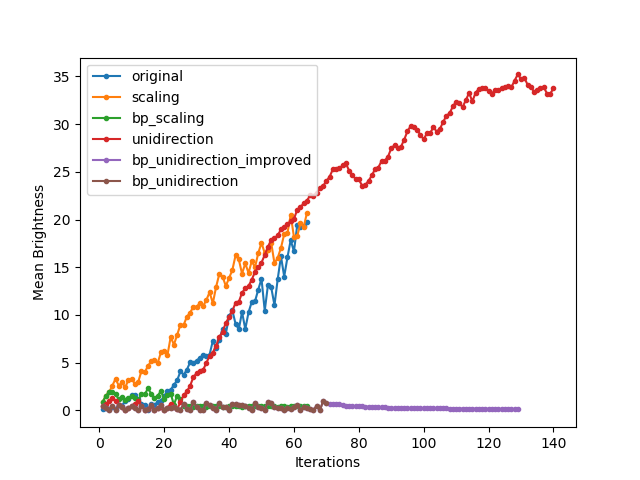 original
scaling
bp_scaling
unidirection
bp_unidirection_improved
bp_unidirection
Mean Brightness
35
30
25
20
15
10
5
0
0 20 40 60 80 100 120 140
Iterations